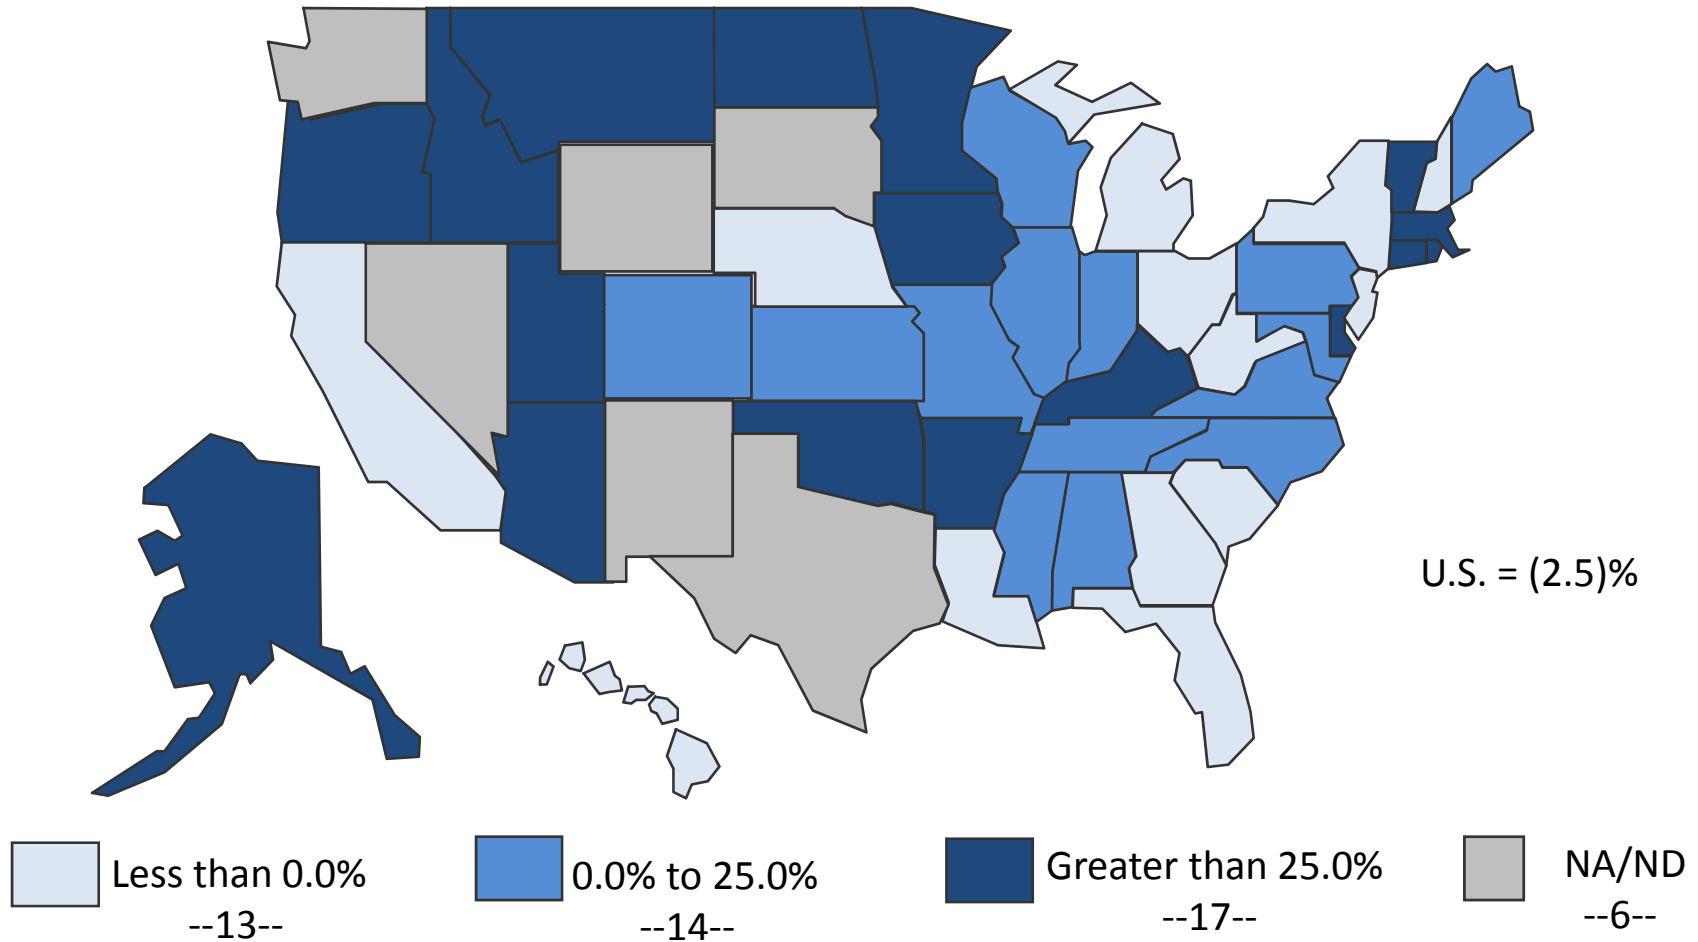 U.S. = (2.5)%
Less than 0.0%
--13--
0.0% to 25.0%
--14--
Greater than 25.0%
--17--
NA/ND
--6--